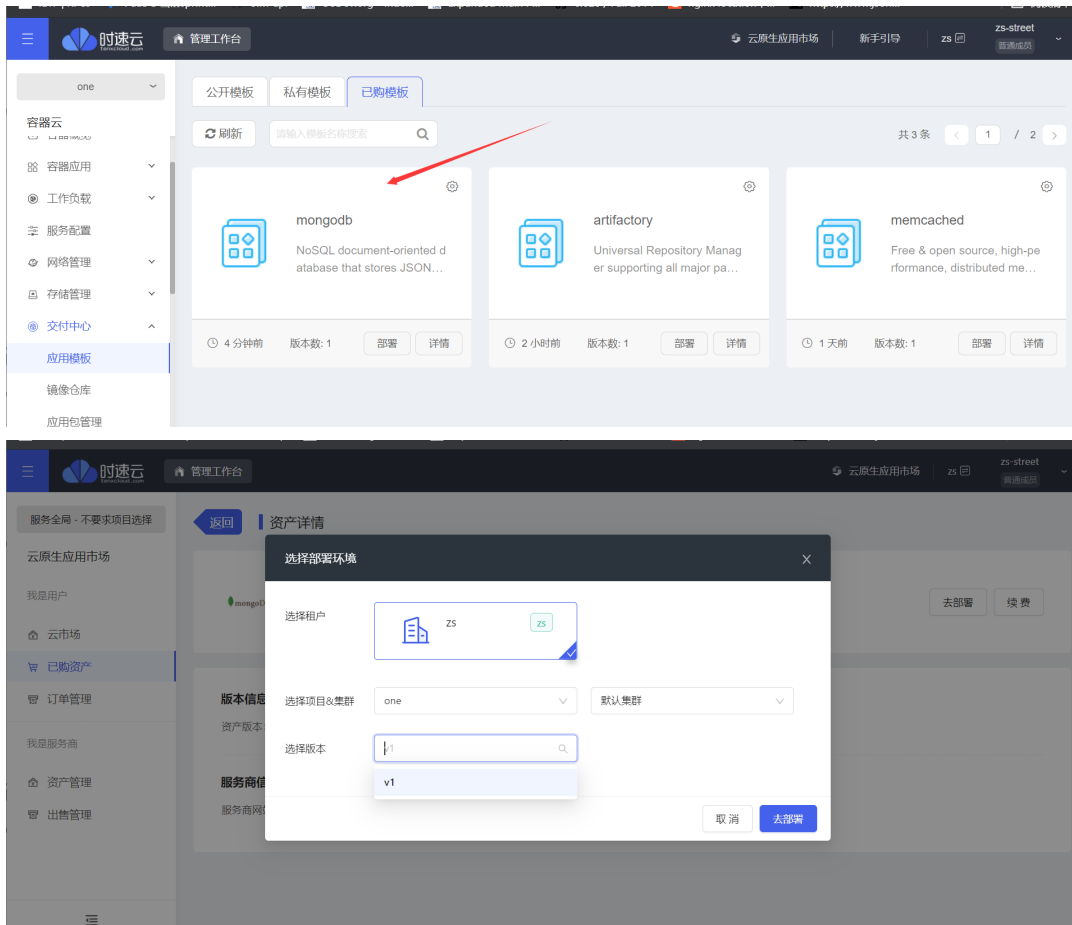 时速云
tenxcloud.com
管理工作台
云原生应用市场
新手引导
zs
zs-street
普通成员
one
容器云
公开模板
私有模板
已购模板
刷新
请输入模板名称搜索
共 3 条
1 / 2
容器应用
工作负载
服务配置
网络管理
存储管理
交付中心
应用模板
镜像仓库
应用包管理
mongodb
NoSQL document-oriented d
atabase that stores JSON...
4 分钟前
版本数: 1
部署
详情
artifactory
Universal Repository Manag
er supporting all major pa...
2 小时前
版本数: 1
部署
详情
memcached
Free & open source, high-pe
rformance, distributed me...
1 天前
版本数: 1
部署
详情
时速云
tenxcloud.com
管理工作台
云原生应用市场
zs
zs-street
普通成员
服务全局 - 不要求项目选择
云原生应用市场
我是用户
云市场
已购资产
订单管理
我是服务商
资产管理
出售管理
返回
资产详情
mongoD
去部署
续 费
版本信息
资产版本
服务商信
服务商网
选择部署环境
选择租户
zs
zs
选择项目&集群
one
默认集群
选择版本
v1
v1
取 消
去部署